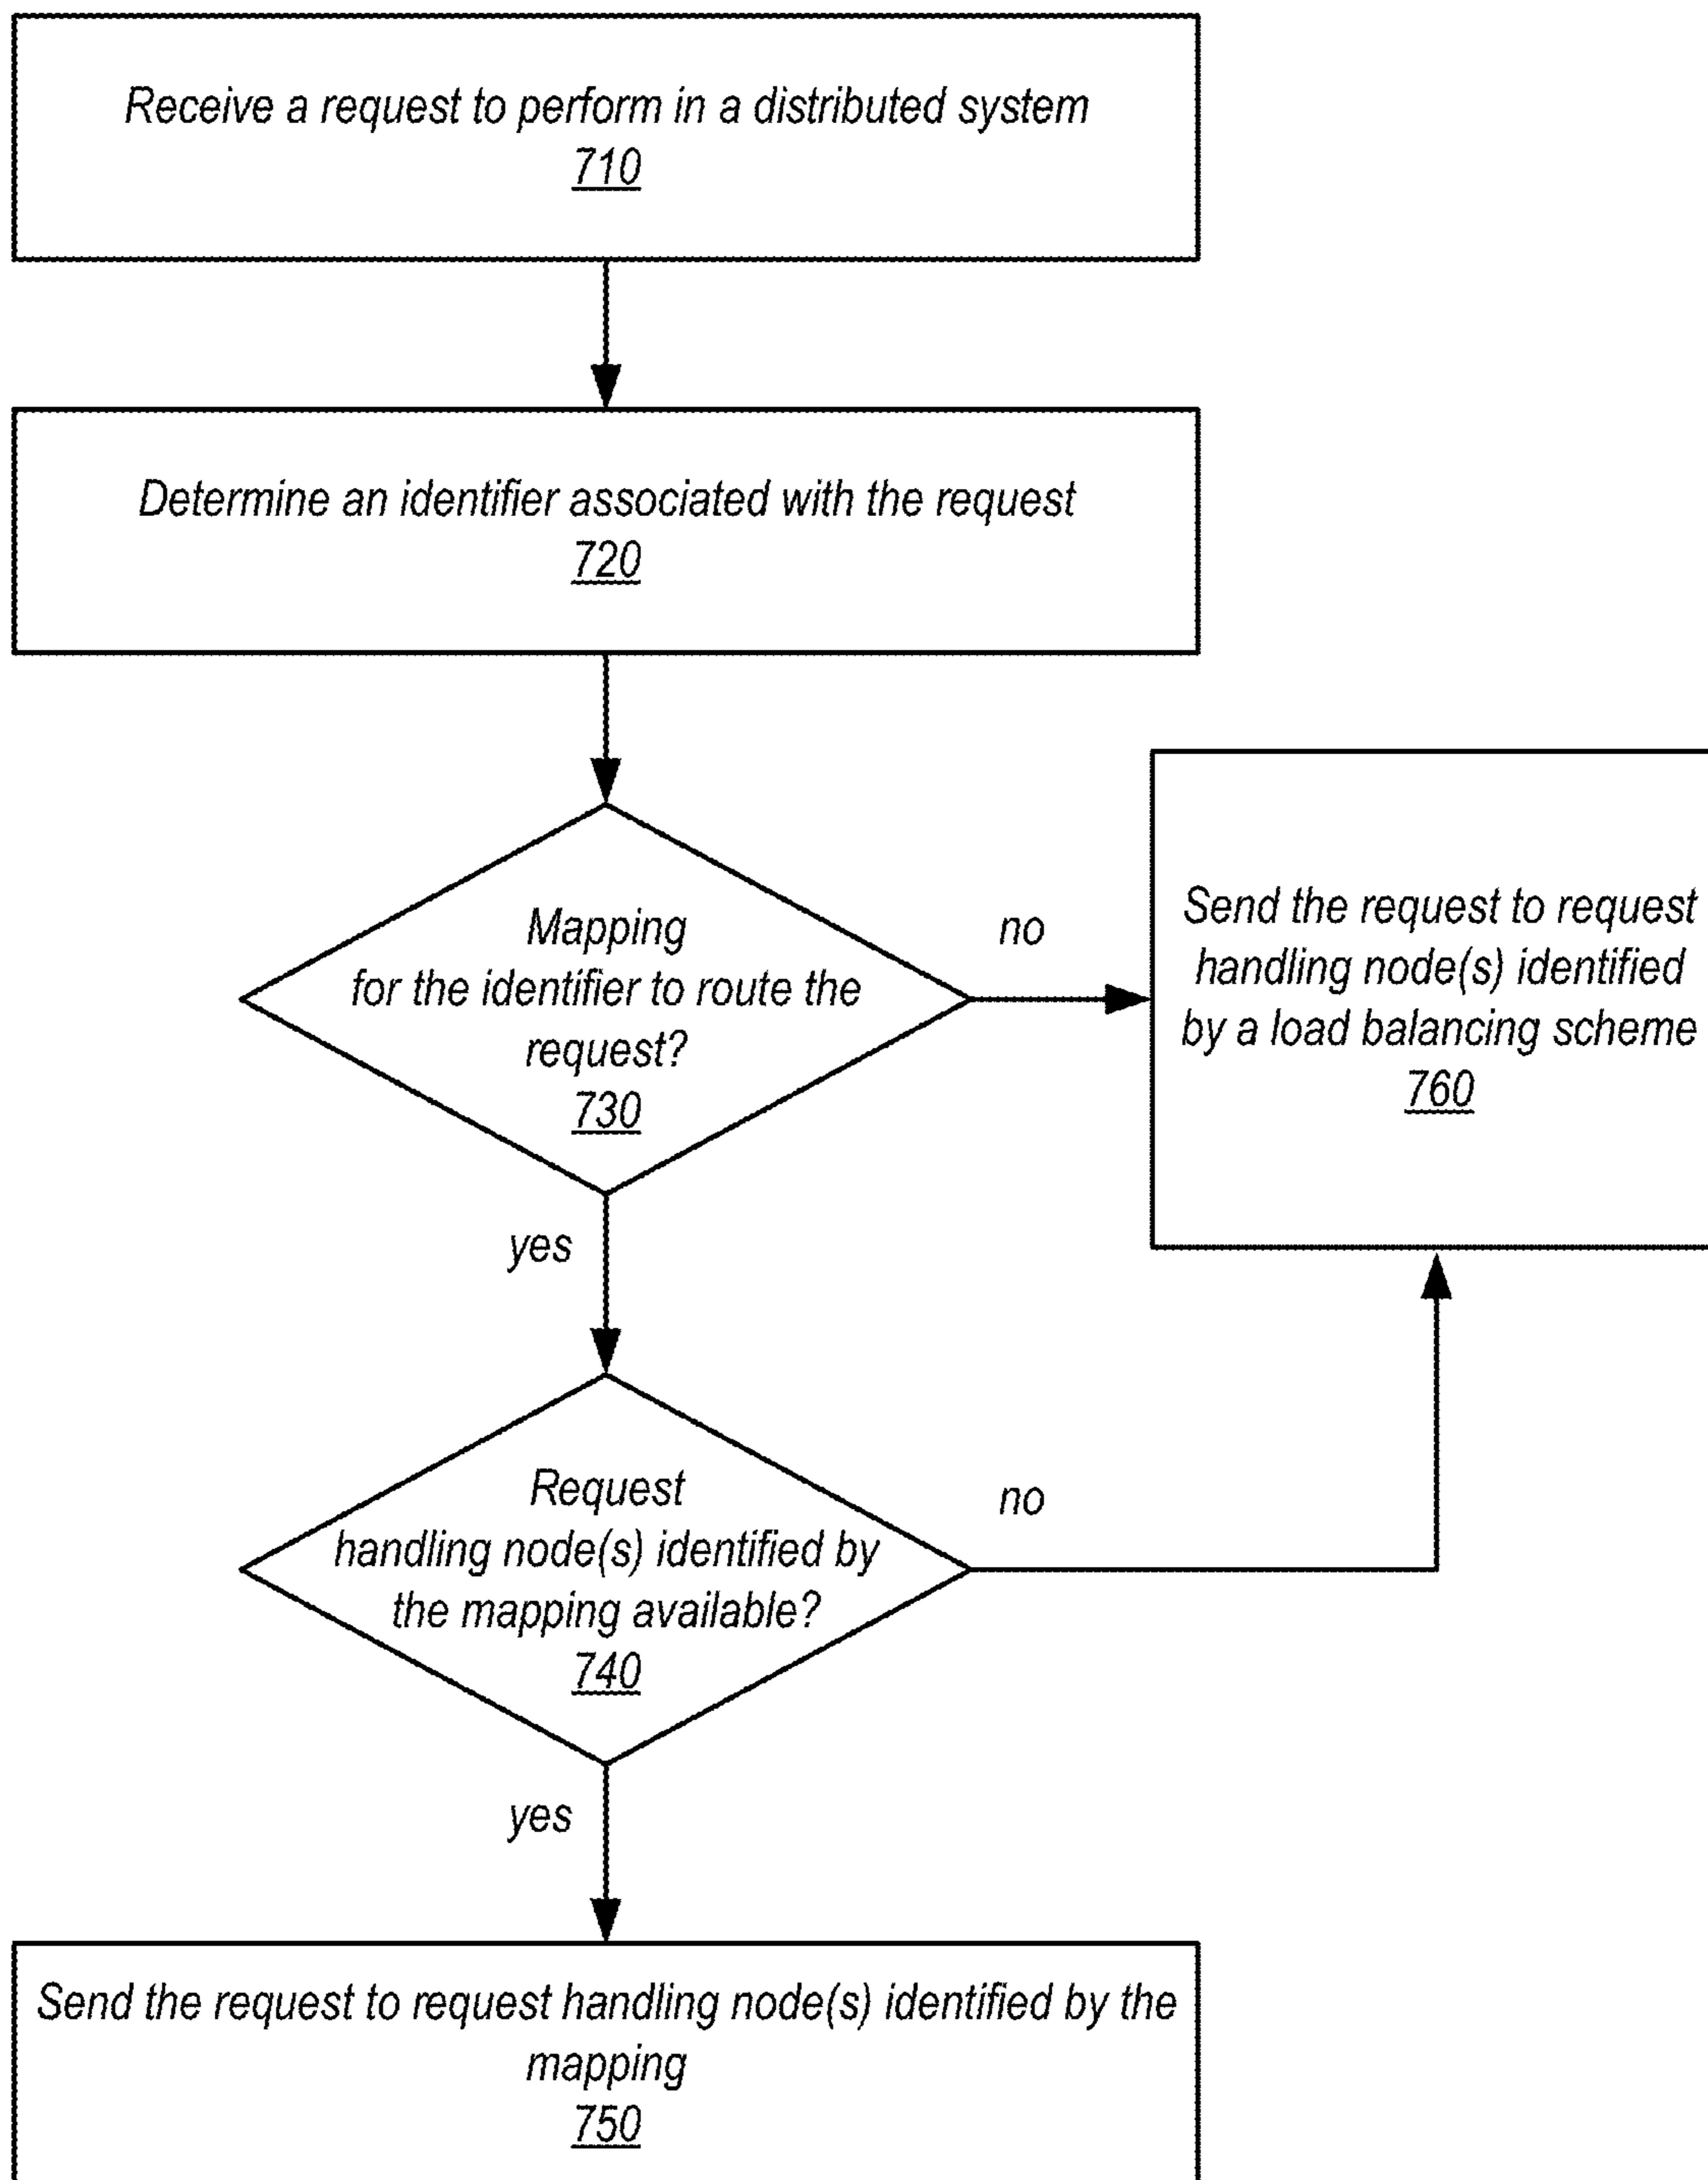 Receive a request to perform in a distributed system
710
Determine an identifier associated with the request
720
Mapping
for the identifier to route the
request?
730
no
Send the request to request
handling node(s) identified
by a load balancing scheme
760
yes
Request
handling node(s) identified by
the mapping available?
740
no
yes
Send the request to request handling node(s) identified by the
mapping
750